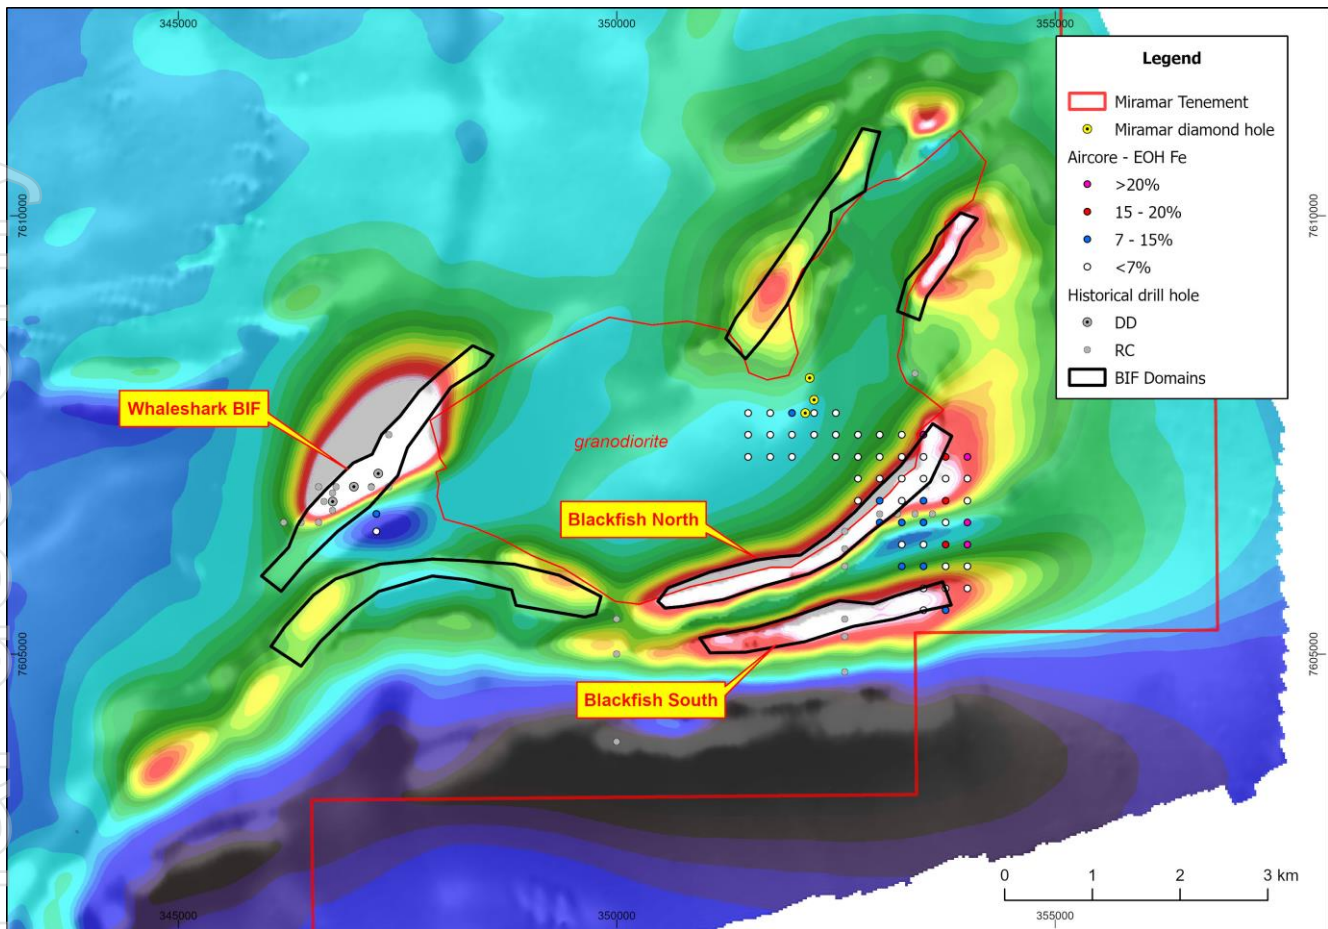 345000
350000
355000
Legend
Miramar Tenement
Miramar diamond hole
Aircore - EOH Fe
>20%
15 - 20%
7 - 15%
<7%
Historical drill hole
DD
RC
BIF Domains
7610000
7610000
Whaleshark BIF
granodiorite
Blackfish North
7605000
7605000
Blackfish South
0 1 2 3 km
345000
350000
355000